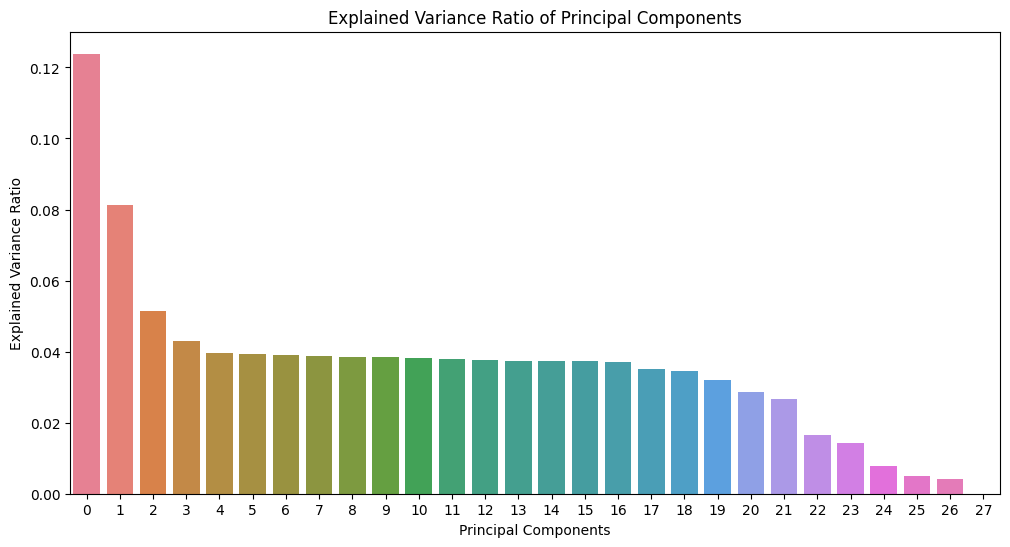 Explained Variance Ratio of Principal Components
Explained Variance Ratio
0.12
0.10
0.08
0.06
0.04
0.02
0.00
0 1 2 3 4 5 6 7 8 9 10 11 12 13 14 15 16 17 18 19 20 21 22 23 24 25 26 27
Principal Components